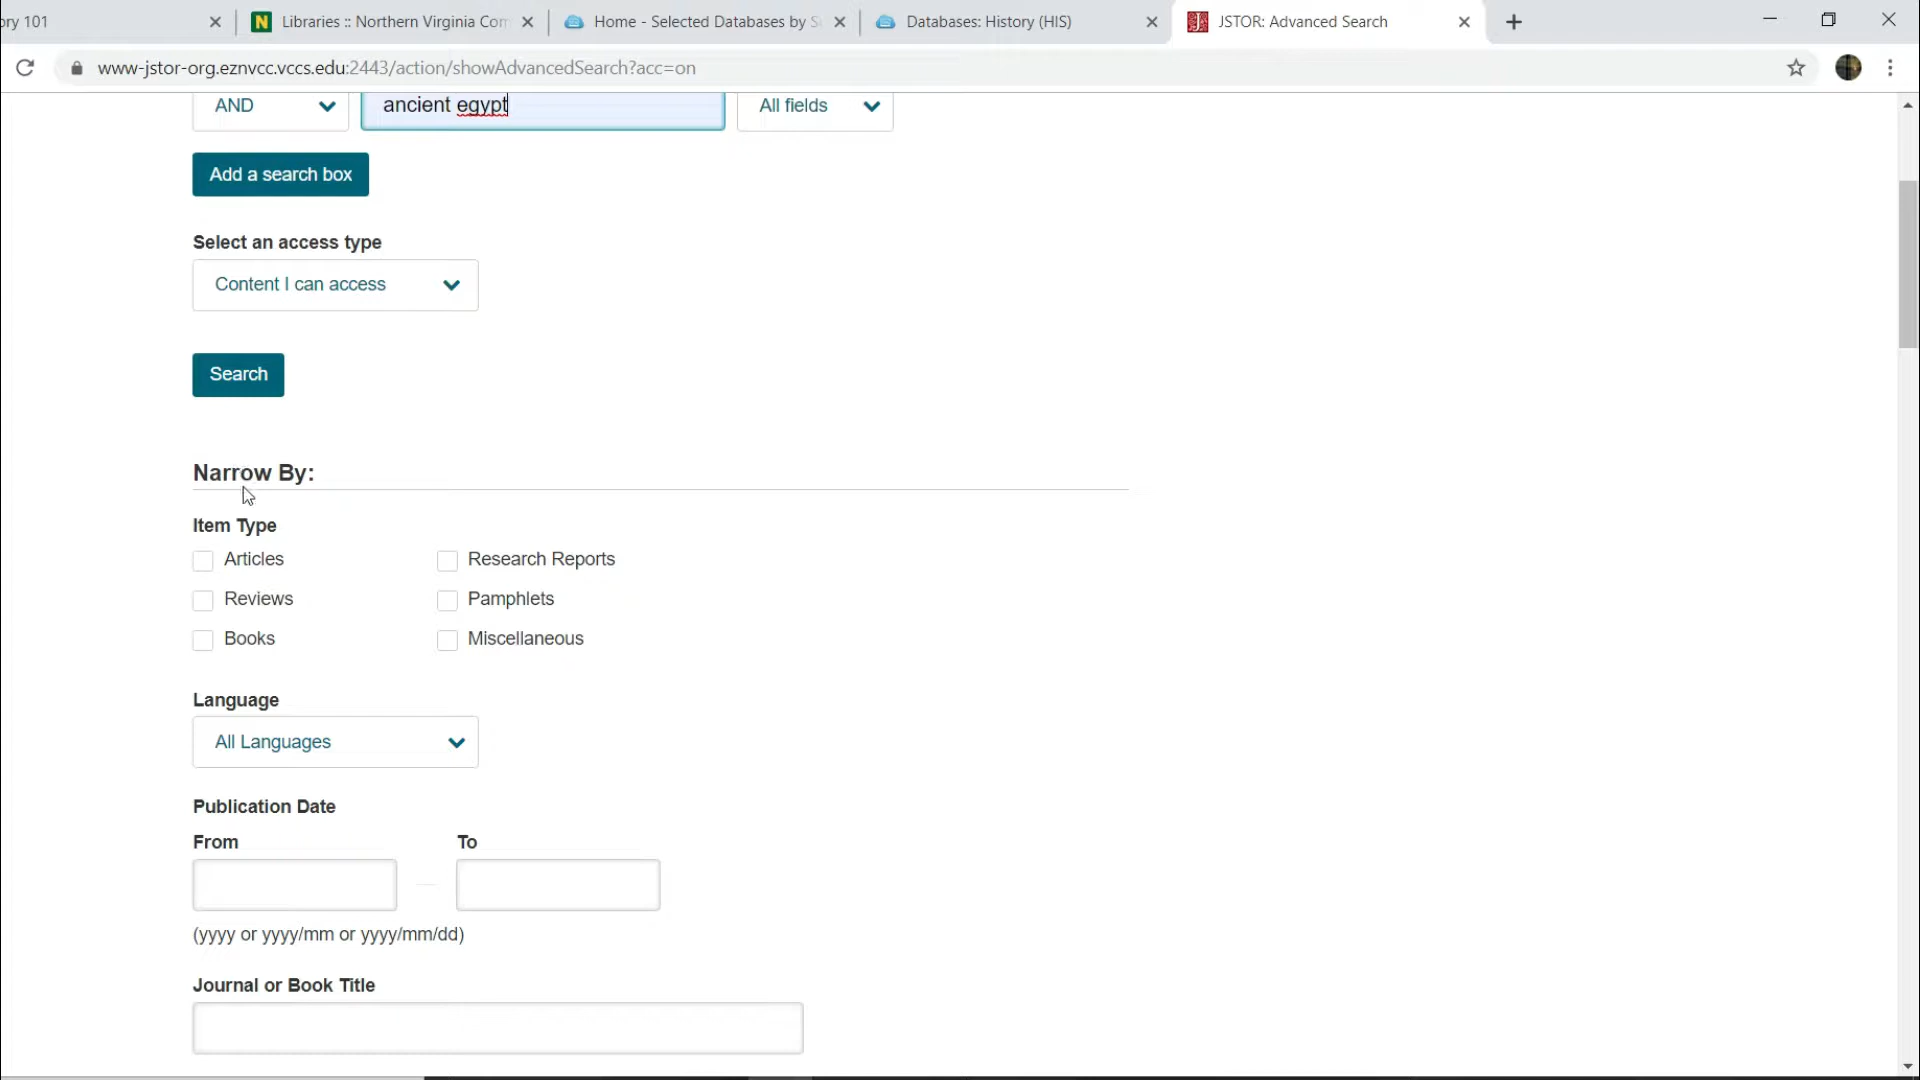 ory 101
Libraries :: Northern Virginia Com
Home - Selected Databases by S
Databases: History (HIS)
JSTOR: Advanced Search
www-jstor-org.eznvcc.vccs.edu:2443/action/showAdvancedSearch?acc=on
AND
ancient egypt
All fields
Add a search box
Select an access type
Content I can access
Search
Narrow By:
Item Type
Articles
Research Reports
Reviews
Pamphlets
Books
Miscellaneous
Language
All Languages
Publication Date
From
To
(yyyy or yyyy/mm or yyyy/mm/dd)
Journal or Book Title